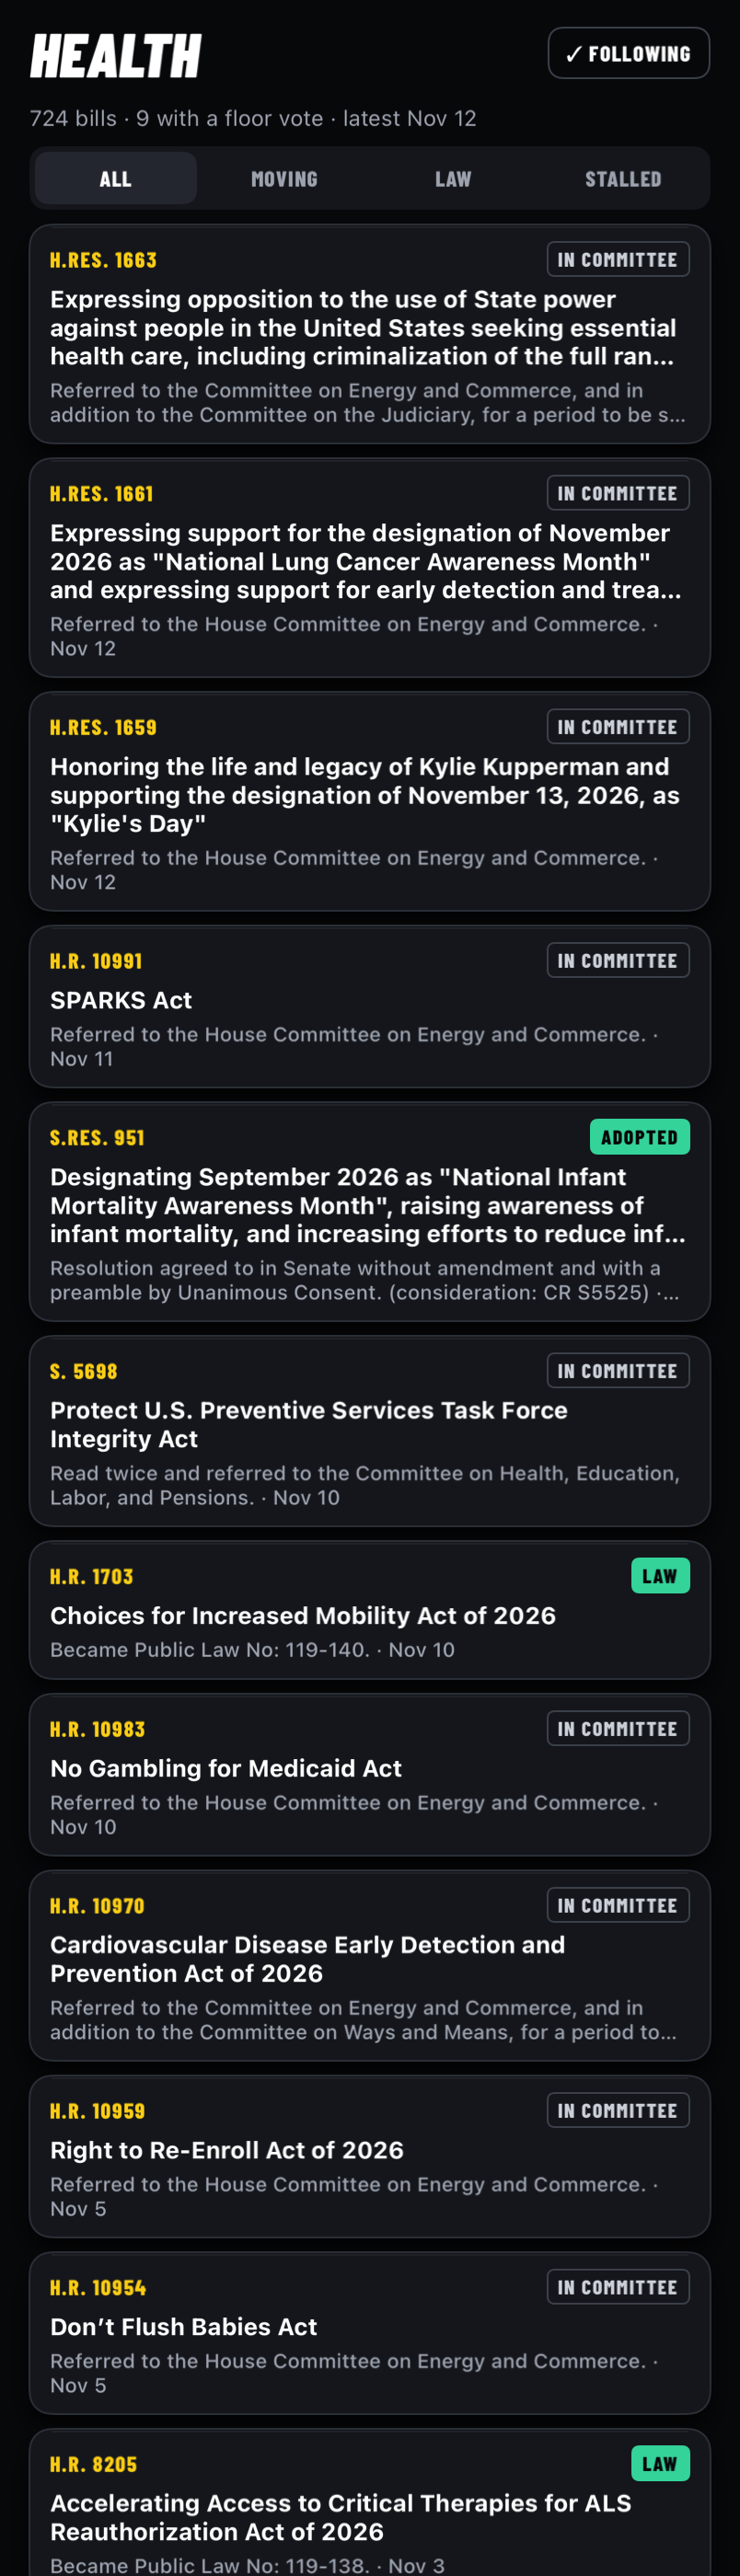 HEALTH
✓ FOLLOWING
724 bills · 9 with a floor vote · latest Nov 12
ALL
MOVING
LAW
STALLED
H.RES. 1663
IN COMMITTEE
Expressing opposition to the use of State power
against people in the United States seeking essential
health care, including criminalization of the full ran...
Referred to the Committee on Energy and Commerce, and in
addition to the Committee on the Judiciary, for a period to be s...
H.RES. 1661
IN COMMITTEE
Expressing support for the designation of November
2026 as "National Lung Cancer Awareness Month"
and expressing support for early detection and trea...
Referred to the House Committee on Energy and Commerce. ·
Nov 12
H.RES. 1659
IN COMMITTEE
Honoring the life and legacy of Kylie Kupperman and
supporting the designation of November 13, 2026, as
"Kylie's Day"
Referred to the House Committee on Energy and Commerce. ·
Nov 12
H.R. 10991
IN COMMITTEE
SPARKS Act
Referred to the House Committee on Energy and Commerce. ·
Nov 11
S.RES. 951
ADOPTED
Designating September 2026 as "National Infant
Mortality Awareness Month", raising awareness of
infant mortality, and increasing efforts to reduce inf...
Resolution agreed to in Senate without amendment and with a
preamble by Unanimous Consent. (consideration: CR S5525) ·...
S. 5698
IN COMMITTEE
Protect U.S. Preventive Services Task Force
Integrity Act
Read twice and referred to the Committee on Health, Education,
Labor, and Pensions. · Nov 10
H.R. 1703
LAW
Choices for Increased Mobility Act of 2026
Became Public Law No: 119-140. · Nov 10
H.R. 10983
IN COMMITTEE
No Gambling for Medicaid Act
Referred to the House Committee on Energy and Commerce. ·
Nov 10
H.R. 10970
IN COMMITTEE
Cardiovascular Disease Early Detection and
Prevention Act of 2026
Referred to the Committee on Energy and Commerce, and in
addition to the Committee on Ways and Means, for a period to...
H.R. 10959
IN COMMITTEE
Right to Re-Enroll Act of 2026
Referred to the House Committee on Energy and Commerce. ·
Nov 5
H.R. 10954
IN COMMITTEE
Don’t Flush Babies Act
Referred to the House Committee on Energy and Commerce. ·
Nov 5
H.R. 8205
LAW
Accelerating Access to Critical Therapies for ALS
Reauthorization Act of 2026
Became Public Law No: 119-138. · Nov 3